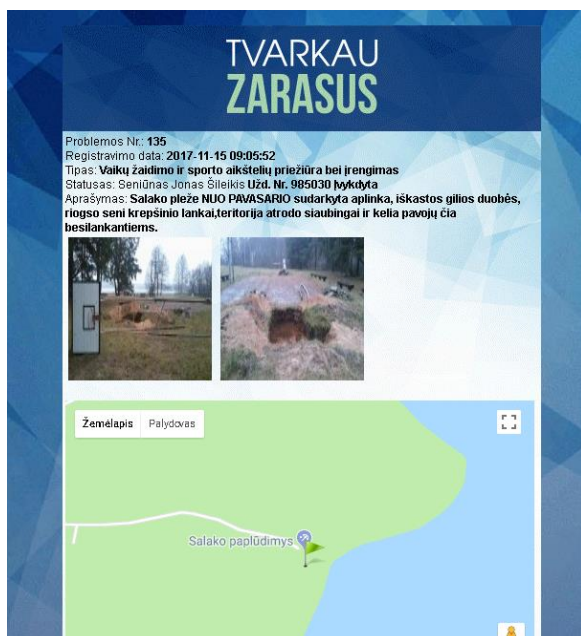 TVARKAU
ZARASUS
Problemos Nr.: 135
Registravimo data: 2017-11-15 09:05:52
Tipas: Vaikų žaidimo ir sporto aikštelių priežiūra bei įrengimas
Statusas: Seniūnas Jonas Šileikis Užd. Nr. 985030 Įvykdyta
Aprašymas: Salako pleže NUO PAVASARIO sudarkyta aplinka, iškastos gilios duobės,
riogso seni krepšinio lankai,teritorija atrodo siaubingai ir kelia pavojų čia
besilankantiems.
Žemėlapis Palydovas
Salako paplūdimys